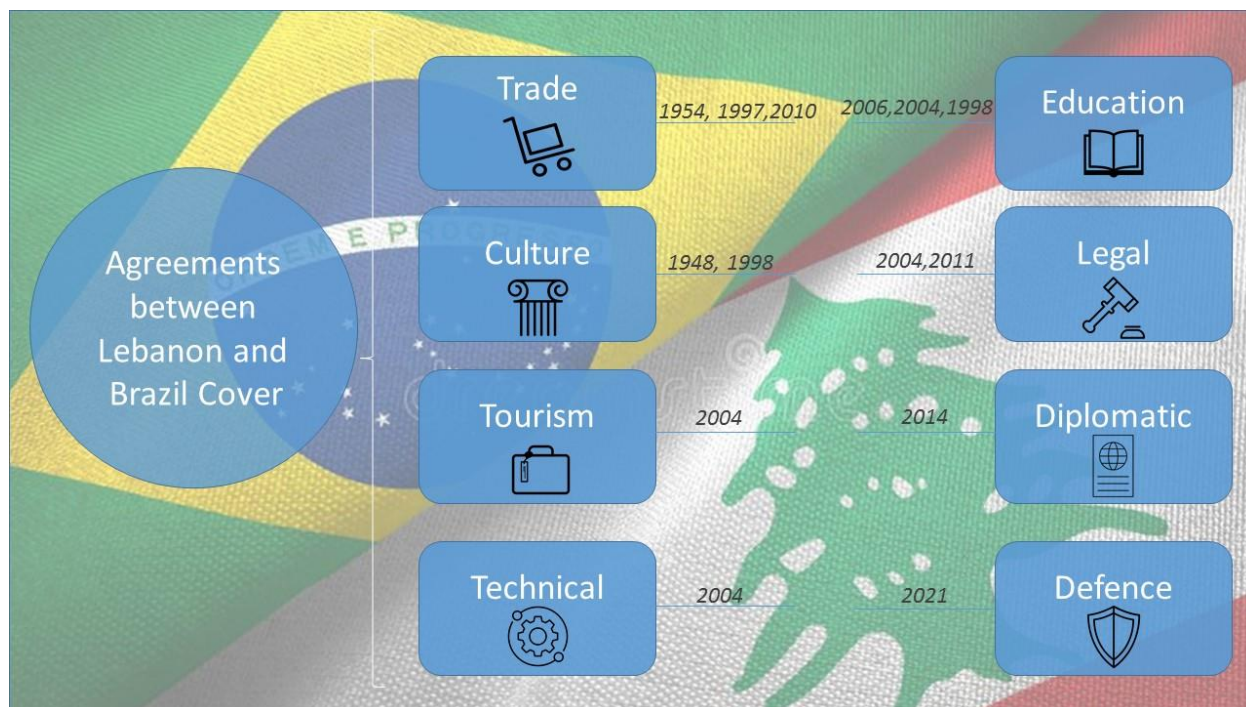 Agreements
between
Lebanon and
Brazil Cover
Trade
1954, 1997,2010
2006,2004,1998
Education
Culture
1948, 1998
2004,2011
Legal
Tourism
2004
2014
Diplomatic
Technical
2004
2021
Defence